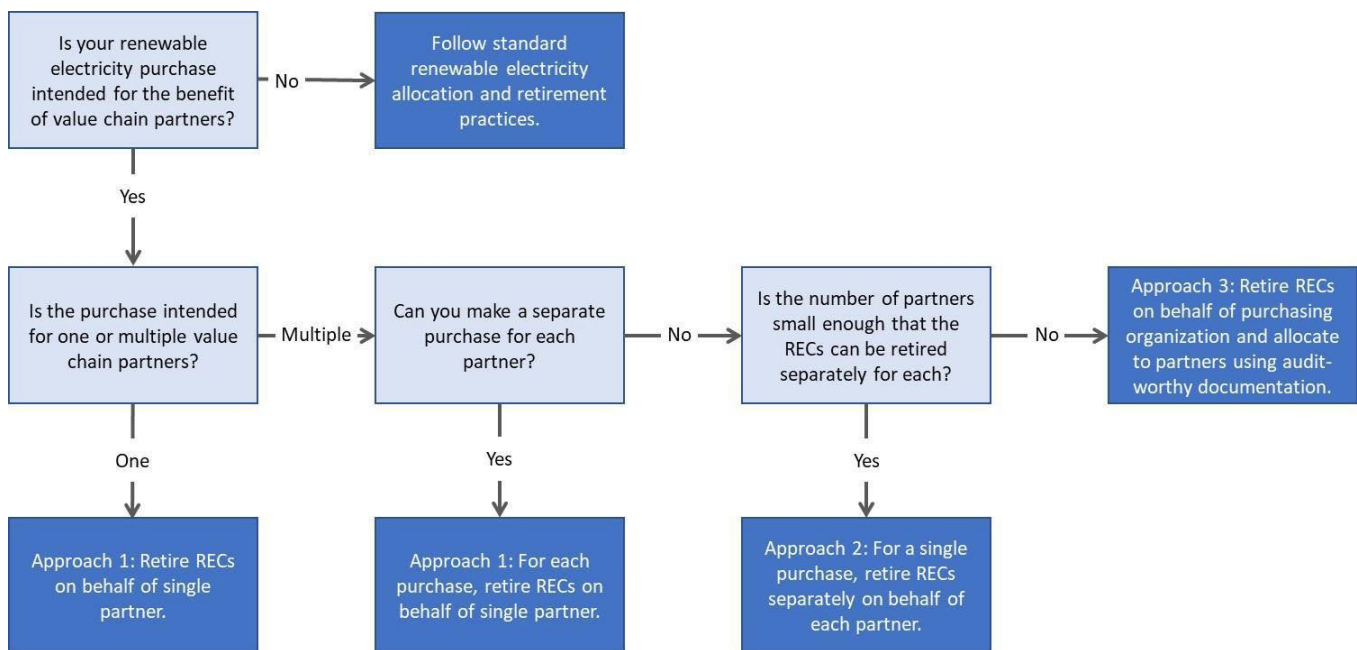 Is your renewable
electricity purchase
intended for the benefit
of value chain partners?
No
Follow standard
renewable electricity
allocation and retirement
practices.
Yes
Is the purchase intended
for one or multiple value
chain partners?
Multiple
Can you make a separate
purchase for each
partner?
No
Is the number of partners
small enough that the
RECs can be retired
separately for each?
No
Approach 3: Retire RECs
on behalf of purchasing
organization and allocate
to partners using audit-
worthy documentation.
One
Yes
Yes
Approach 1: Retire RECs
on behalf of single
partner.
Approach 1: For each
purchase, retire RECs on
behalf of single partner.
Approach 2: For a single
purchase, retire RECs
separately on behalf of
each partner.